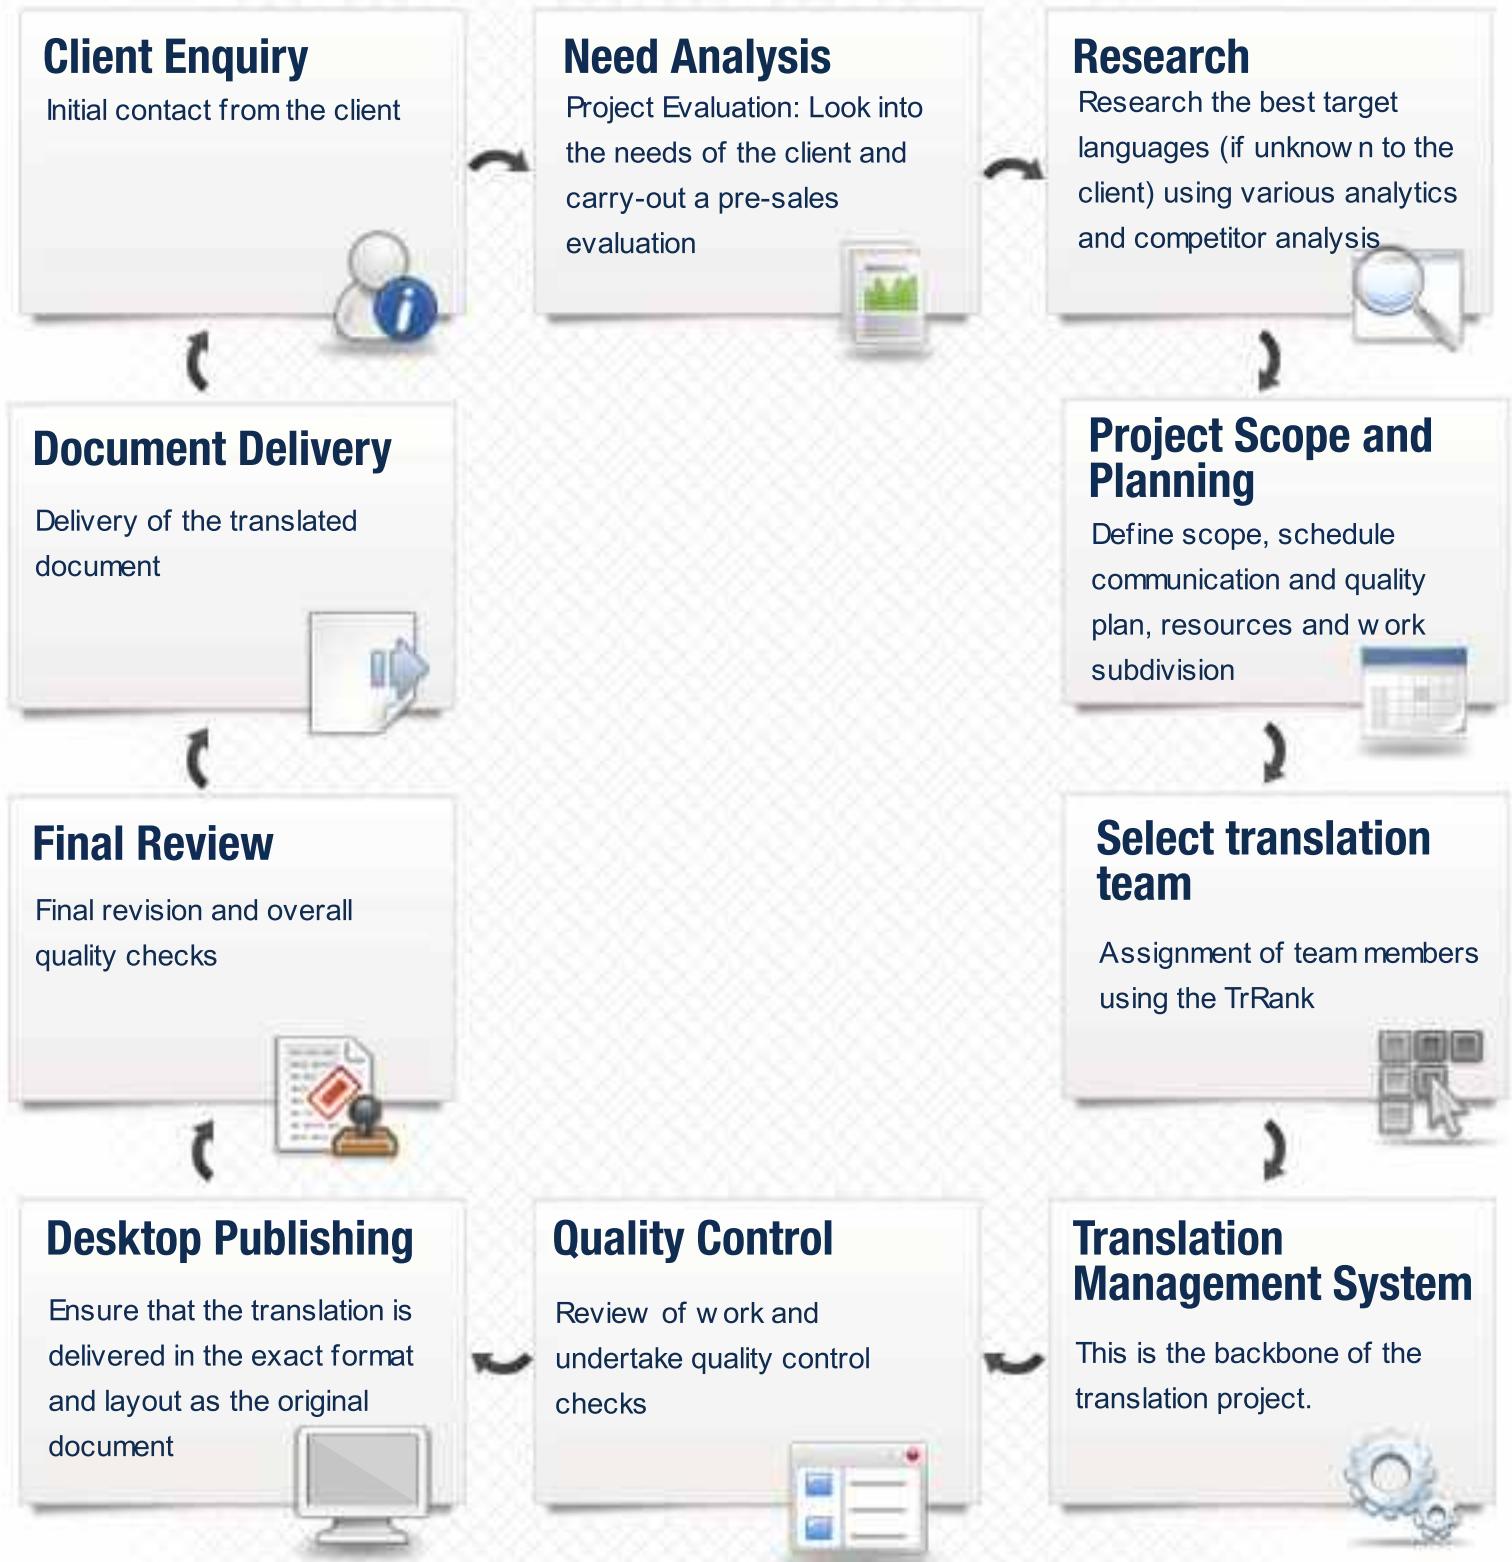 Client Enquiry
Initial contact from the client
Need Analysis
Project Evaluation: Look into
the needs of the client and
carry-out a pre-sales
evaluation
Research
Research the best target
languages (if unknown to the
client) using various analytics
and competitor analysis
Project Scope and
Planning
Define scope, schedule
communication and quality
plan, resources and work
subdivision
Select translation
team
Assignment of team members
using the TrRank
Translation
Management System
This is the backbone of the
translation project.
Quality Control
Review of work and
undertake quality control
checks
Desktop Publishing
Ensure that the translation is
delivered in the exact format
and layout as the original
document
Final Review
Final revision and overall
quality checks
Document Delivery
Delivery of the translated
document